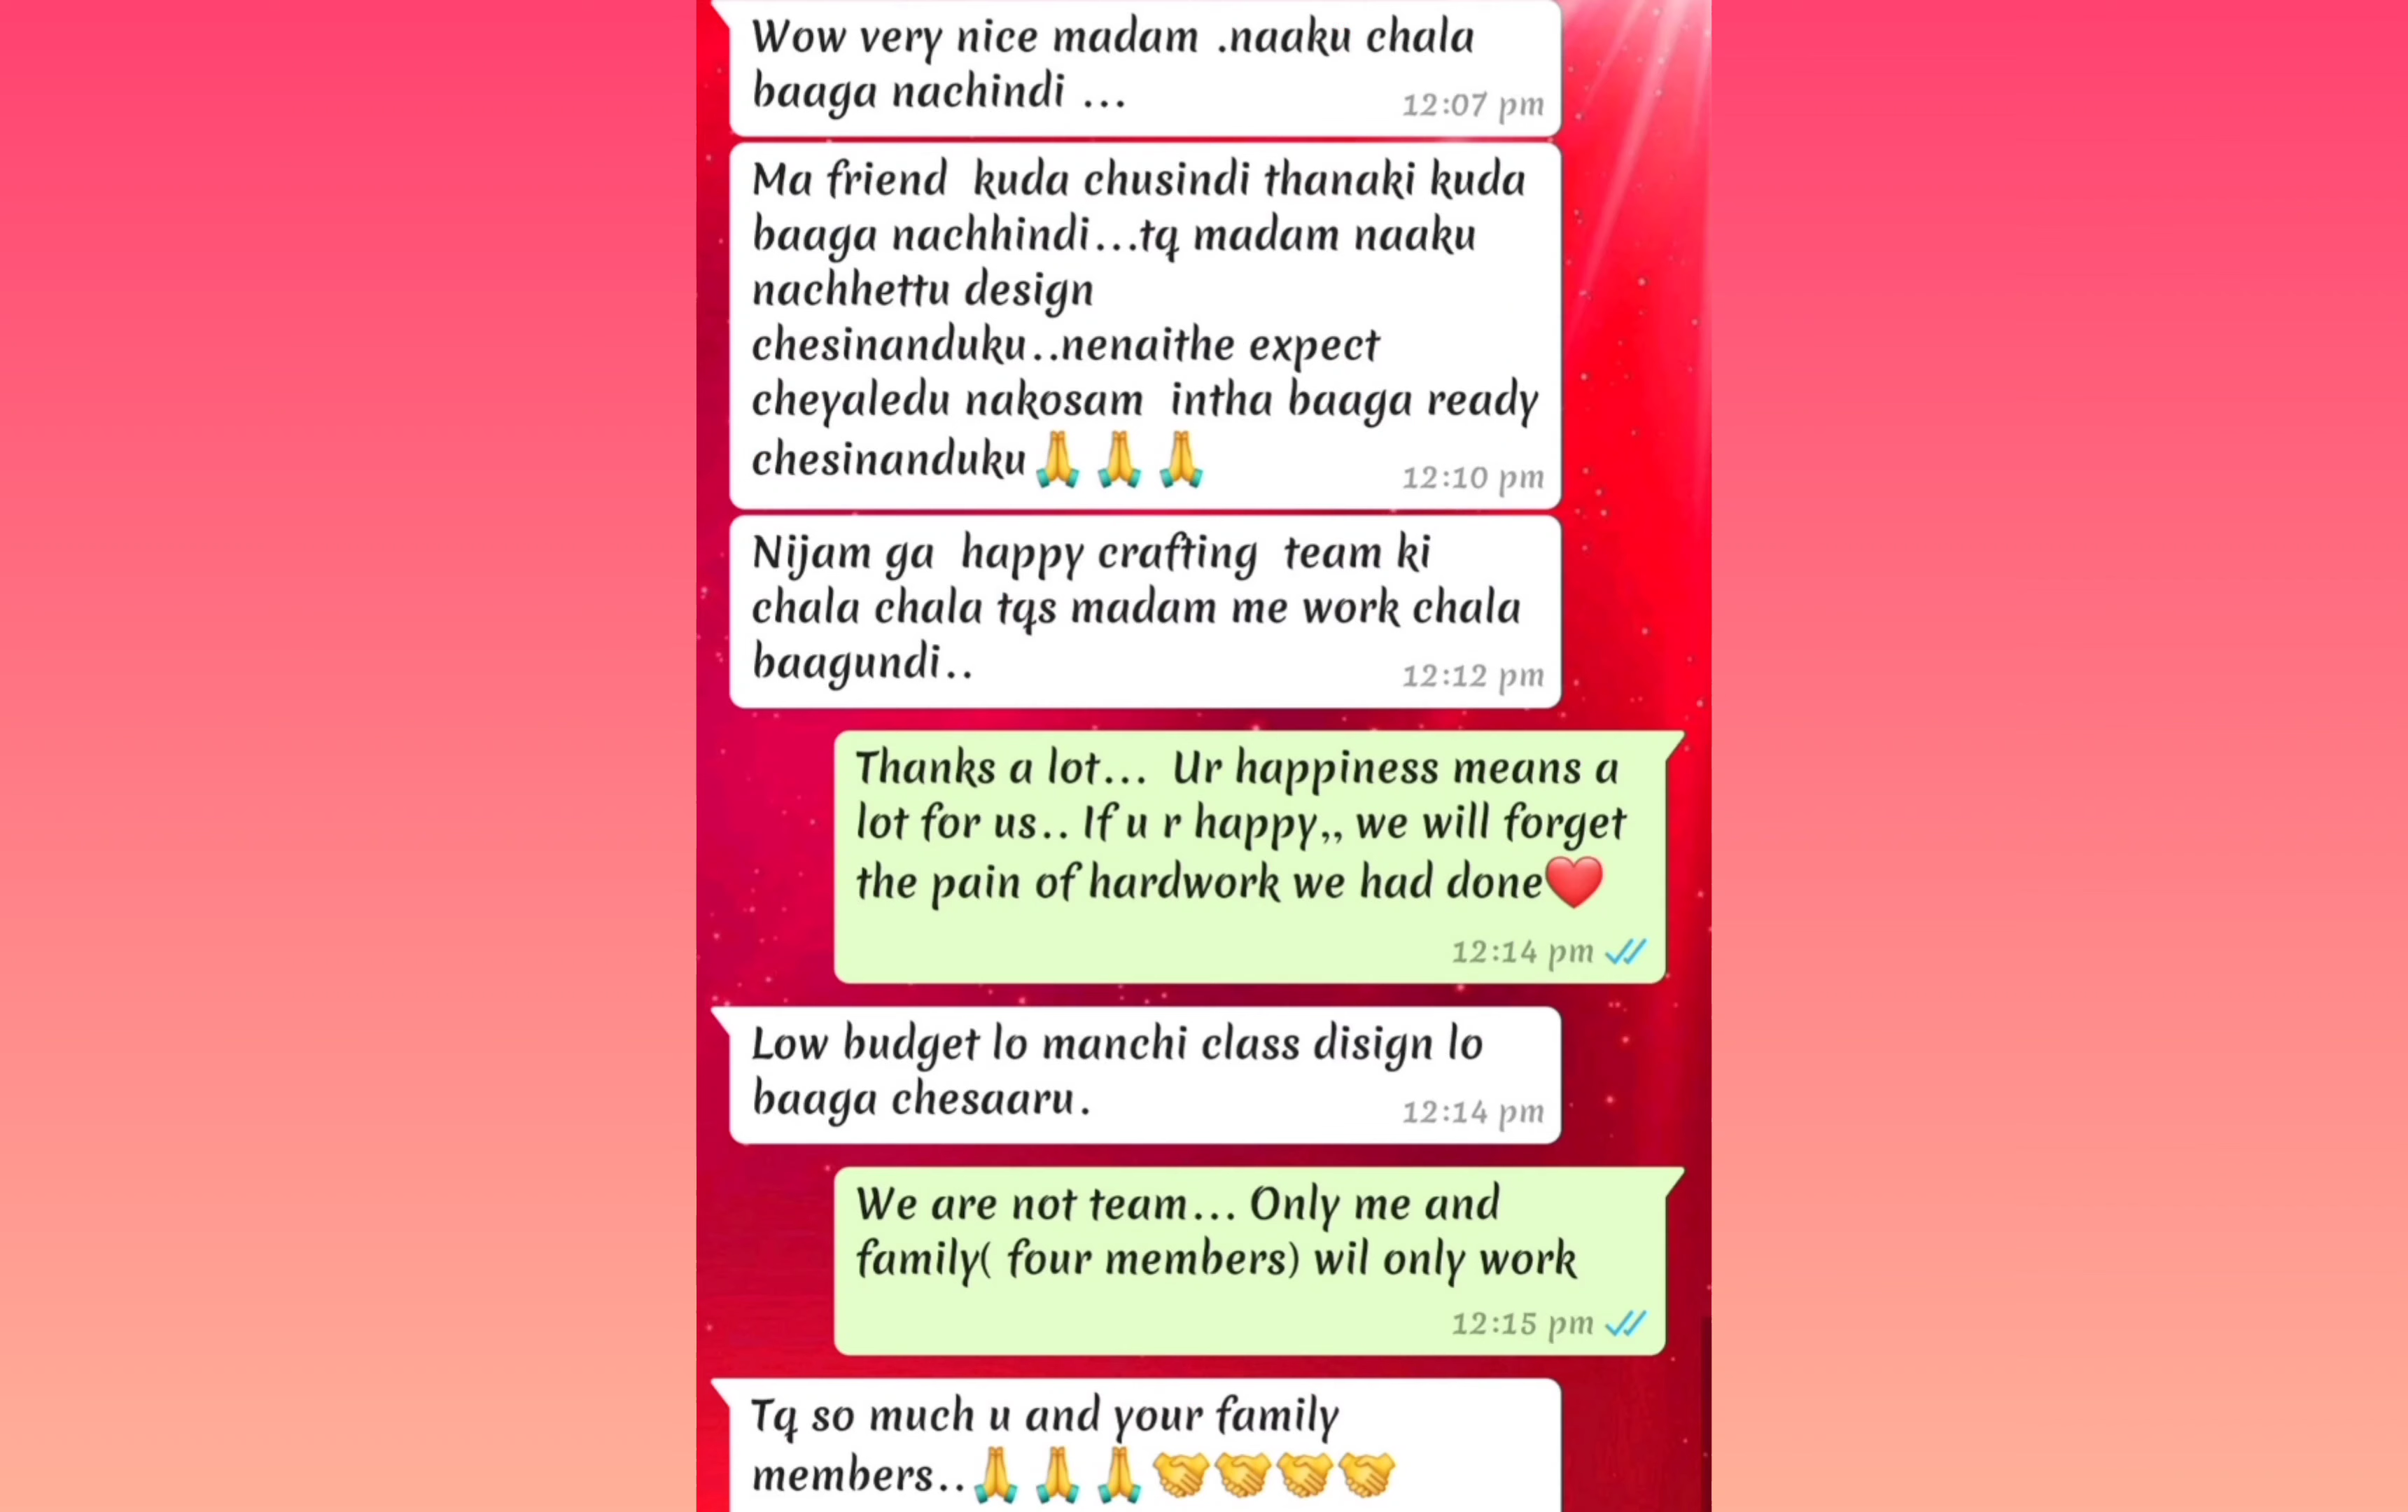 Wow very nice madam .naaku chala
baaga nachindi ...
12:07 pm
Ma friend kuda chusindi thanaki kuda
baaga nachhindi...tq madam naaku
nachhettu design
chesinanduku..nenaithe expect
cheyaledu nakosam intha baaga ready
chesinanduku🙏🙏🙏
12:10 pm
Nijam ga happy crafting team ki
chala chala tqs madam me work chala
baagundi..
12:12 pm
Thanks a lot... Ur happiness means a
lot for us.. If u r happy,, we will forget
the pain of hardwork we had done❤️
12:14 pm
Low budget lo manchi class disign lo
baaga chesaaru.
12:14 pm
We are not team... Only me and
family( four members) wil only work
12:15 pm
Tq so much u and your family
members..🙏🙏🙏🤝🤝🤝🤝